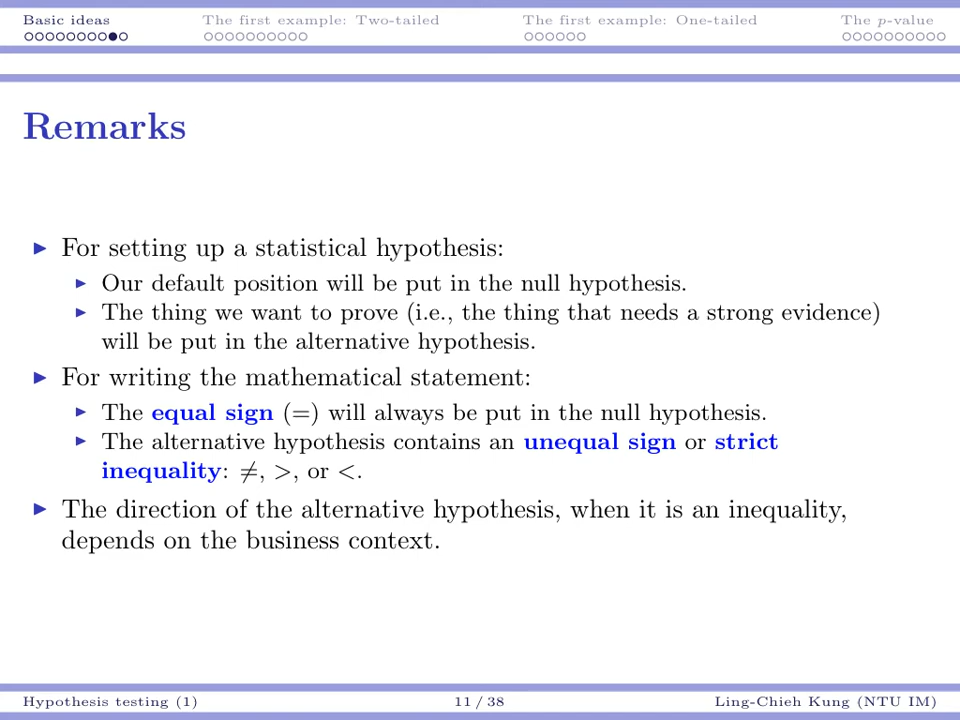 Basic ideas
The first example: Two-tailed
The first example: One-tailed
The p-value
Remarks
For setting up a statistical hypothesis:
Our default position will be put in the null hypothesis.
The thing we want to prove (i.e., the thing that needs a strong evidence)
will be put in the alternative hypothesis.
For writing the mathematical statement:
The equal sign (=) will always be put in the null hypothesis.
The alternative hypothesis contains an unequal sign or strict
inequality: ≠, >, or <.
The direction of the alternative hypothesis, when it is an inequality,
depends on the business context.
Hypothesis testing (1)
11 / 38
Ling-Chieh Kung (NTU IM)